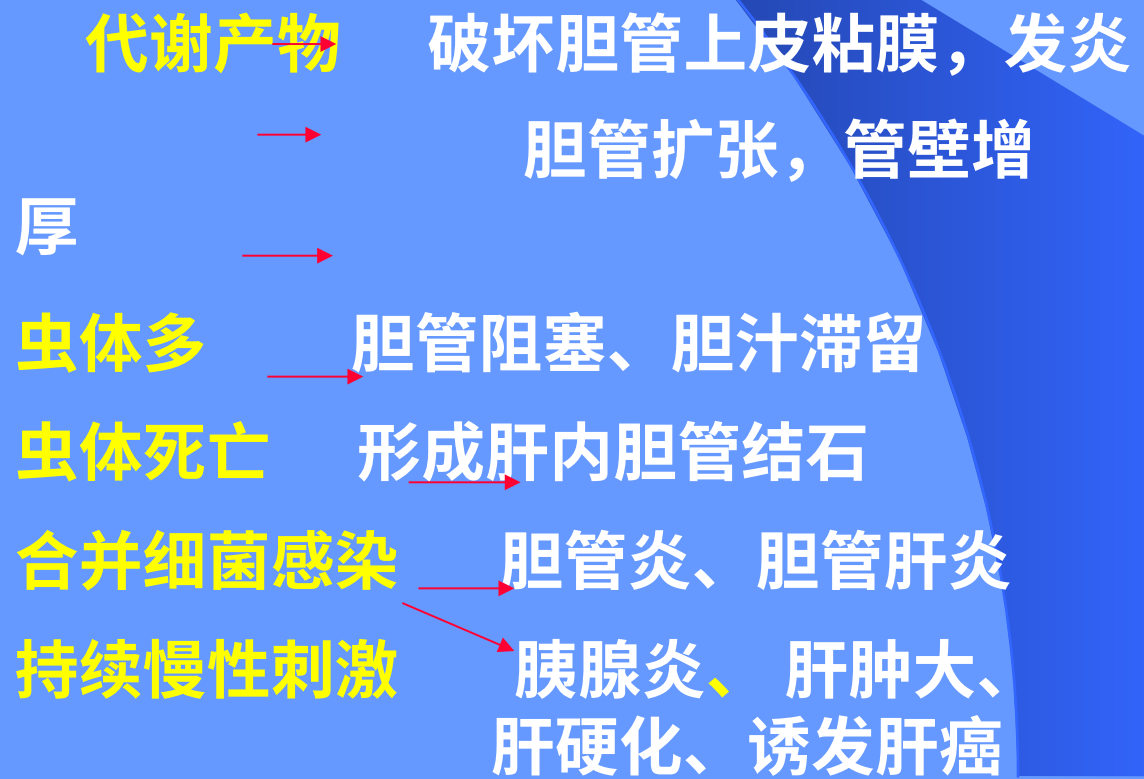 代谢产物 破坏胆管上皮粘膜，发炎
胆管扩张，管壁增
厚
虫体多 胆管阻塞、胆汁滞留
虫体死亡 形成肝内胆管结石
合并细菌感染 胆管炎、胆管肝炎
持续慢性刺激 胰腺炎、 肝肿大、
肝硬化、诱发肝癌